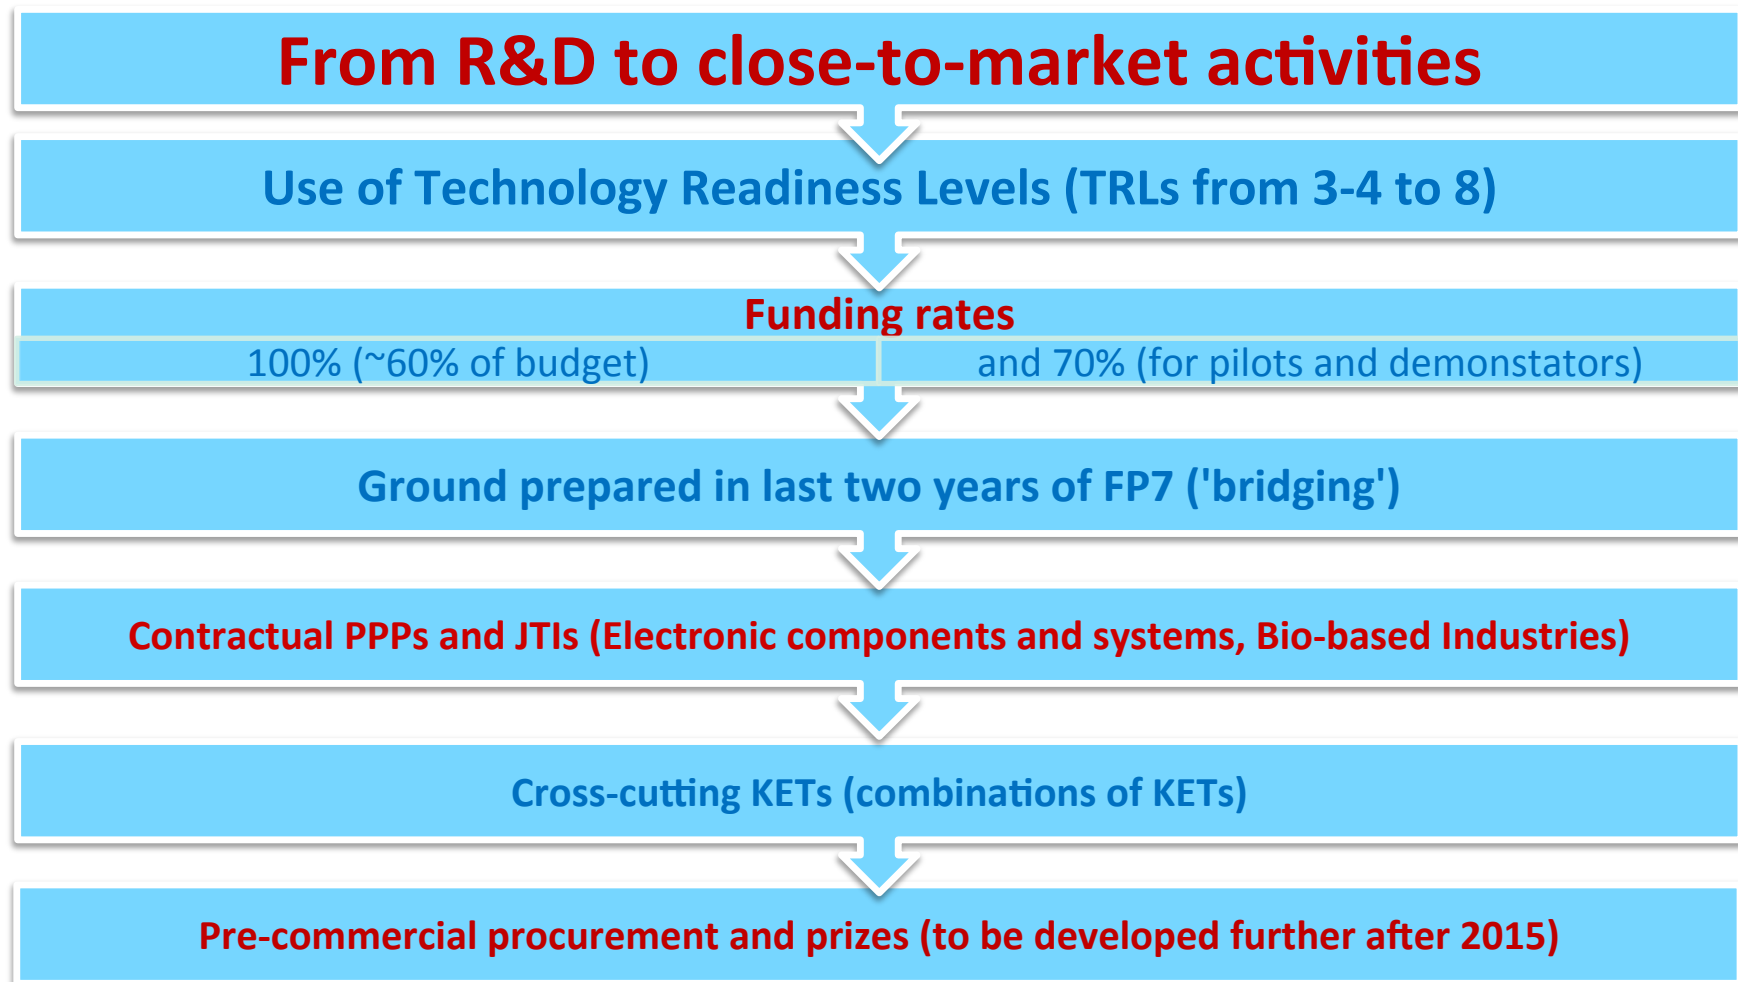 From R&D to close-to-market activities
Use of Technology Readiness Levels (TRLs from 3-4 to 8)
Funding rates
100% (~60% of budget)
and 70% (for pilots and demonstators)
Ground prepared in last two years of FP7 ('bridging')
Contractual PPPs and JTIs (Electronic components and systems, Bio-based Industries)
Cross-cutting KETs (combinations of KETs)
Pre-commercial procurement and prizes (to be developed further after 2015)